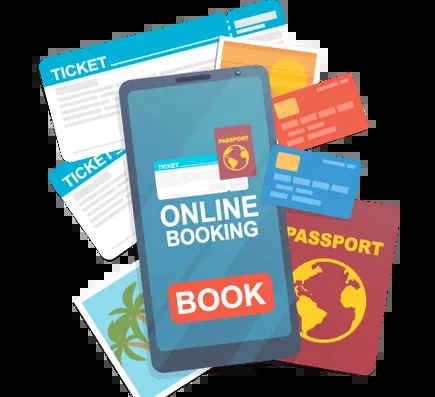 TICKET
TICKET
PASSPORT
TICKET
ONLINE
BOOKING
BOOK
PASSPORT